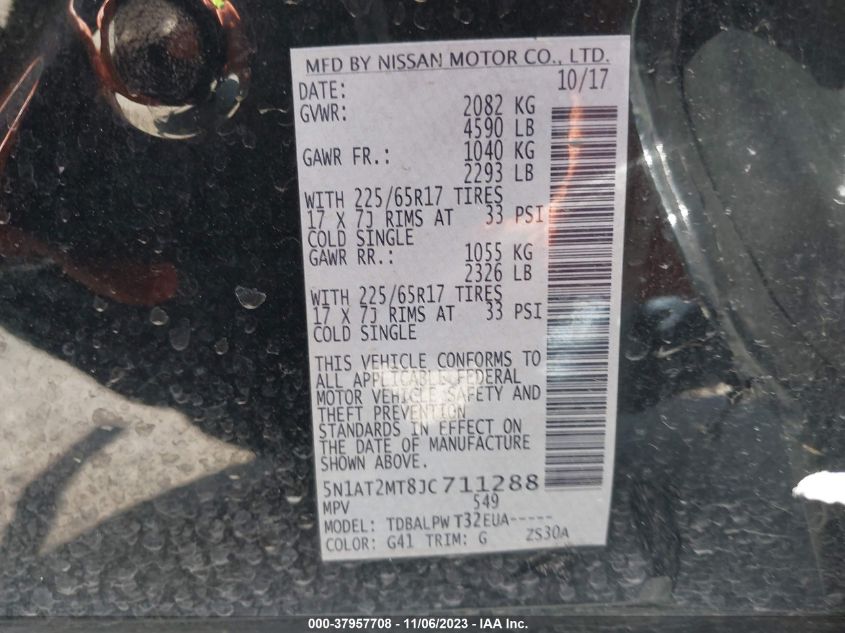 MFD BY NISSAN MOTOR CO., LTD.
DATE: 10/17
GVWR: 2082 KG
4590 LB
GAWR FR.: 1040 KG
2293 LB
WITH 225/65R17 TIRES
17 X 7J RIMS AT 33 PSI
COLD SINGLE
GAWR RR.: 1055 KG
2326 LB
WITH 225/65R17 TIRES
17 X 7J RIMS AT 33 PSI
COLD SINGLE
THIS VEHICLE CONFORMS TO
ALL APPLICABLE FEDERAL
MOTOR VEHICLE SAFETY AND
THEFT PREVENTION
STANDARDS IN EFFECT ON
THE DATE OF MANUFACTURE
SHOWN ABOVE.
5N1AT2MT8JC711288
MPV 549
MODEL: TDBALPW T32EUA-----
COLOR: G41 TRIM: G ZS30A
000-37957708 - 11/06/2023 - IAA Inc.